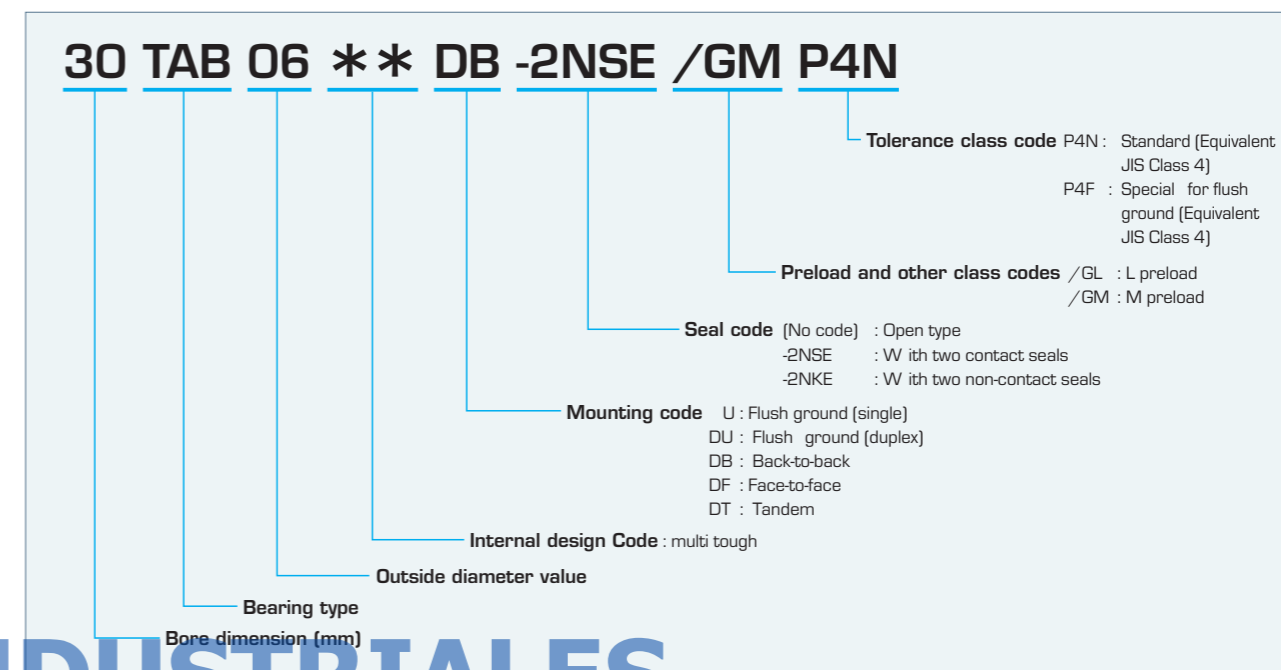 30 TAB 06 ** DB -2NSE /GM P4N
Tolerance class code P4N : Standard (Equivalent
JIS Class 4)
P4F : Special for flush
ground (Equivalent
JIS Class 4)
Preload and other class codes /GL : L preload
/GM : M preload
Seal code (No code) : Open type
-2NSE : W ith two contact seals
-2NKE : W ith two non-contact seals
Mounting code U : Flush ground (single)
DU : Flush ground (duplex)
DB : Back-to-back
DF : Face-to-face
DT : Tandem
Internal design Code : multi tough
Outside diameter value
Bearing type
Bore dimension (mm)
NDUSTRIALES